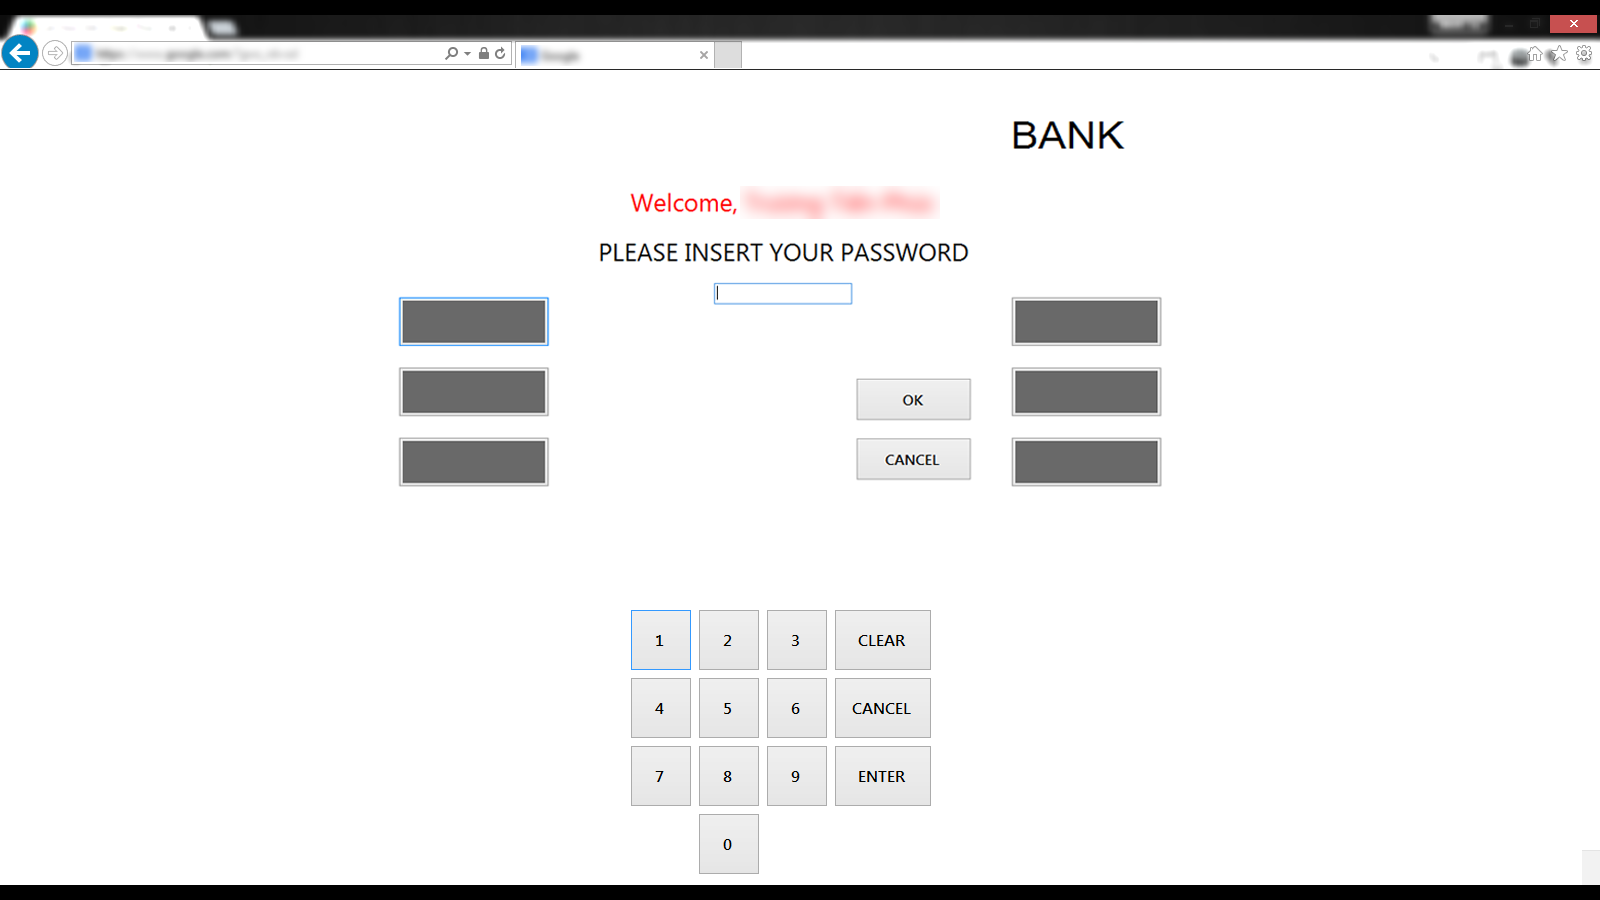 BANK
Welcome,
PLEASE INSERT YOUR PASSWORD
OK
CANCEL
1 2 3 CLEAR
4 5 6 CANCEL
7 8 9 ENTER
0